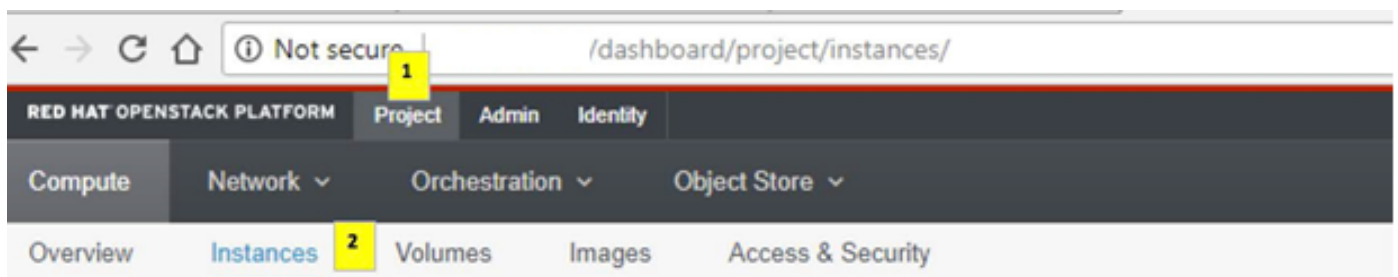 Not secure /dashboard/project/instances/
1
RED HAT OPENSTACK PLATFORM Project Admin Identity
Compute Network Orchestration Object Store
Overview Instances 2 Volumes Images Access & Security